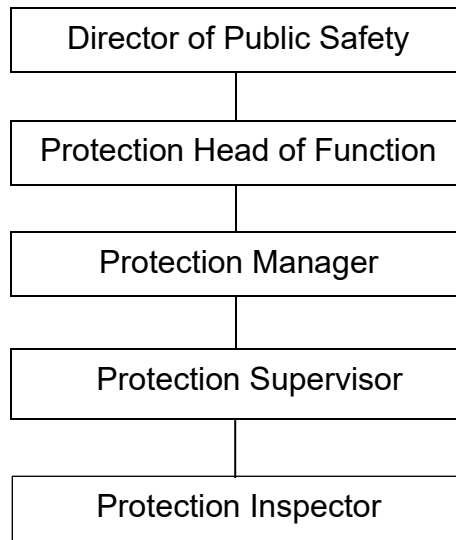 Director of Public Safety
Protection Head of Function
Protection Manager
Protection Supervisor
Protection Inspector